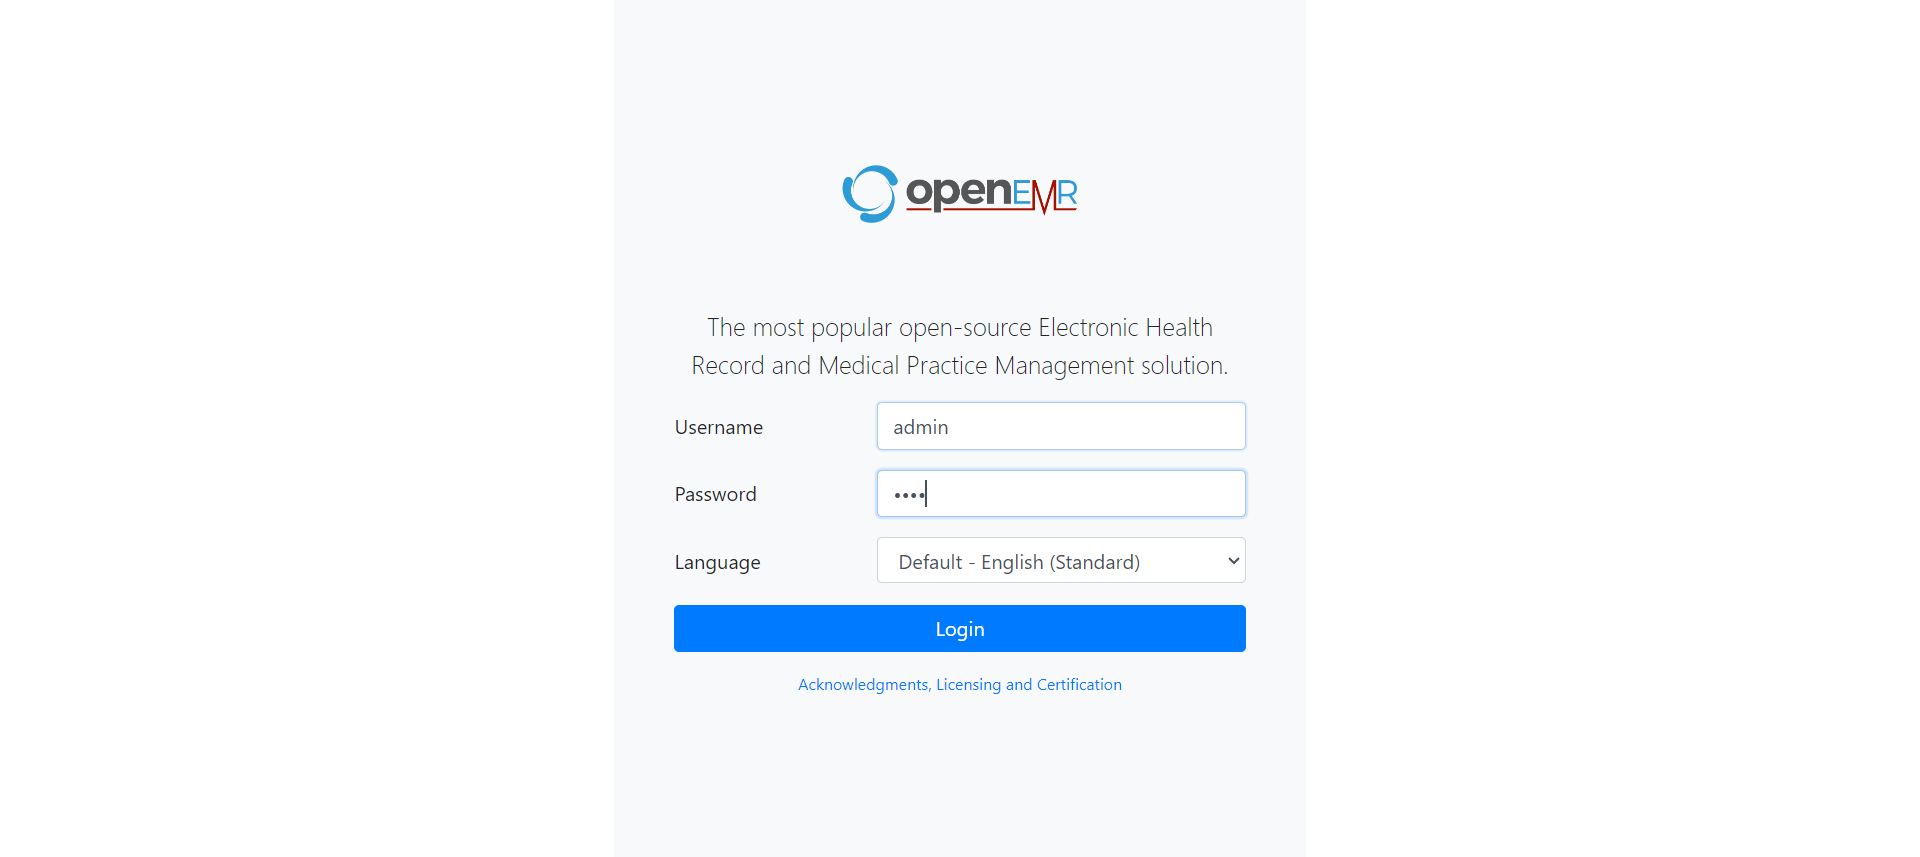 openEMR
The most popular open-source Electronic Health
Record and Medical Practice Management solution.
Username
admin
Password
••••
Language
Default - English (Standard)
Login
Acknowledgments, Licensing and Certification